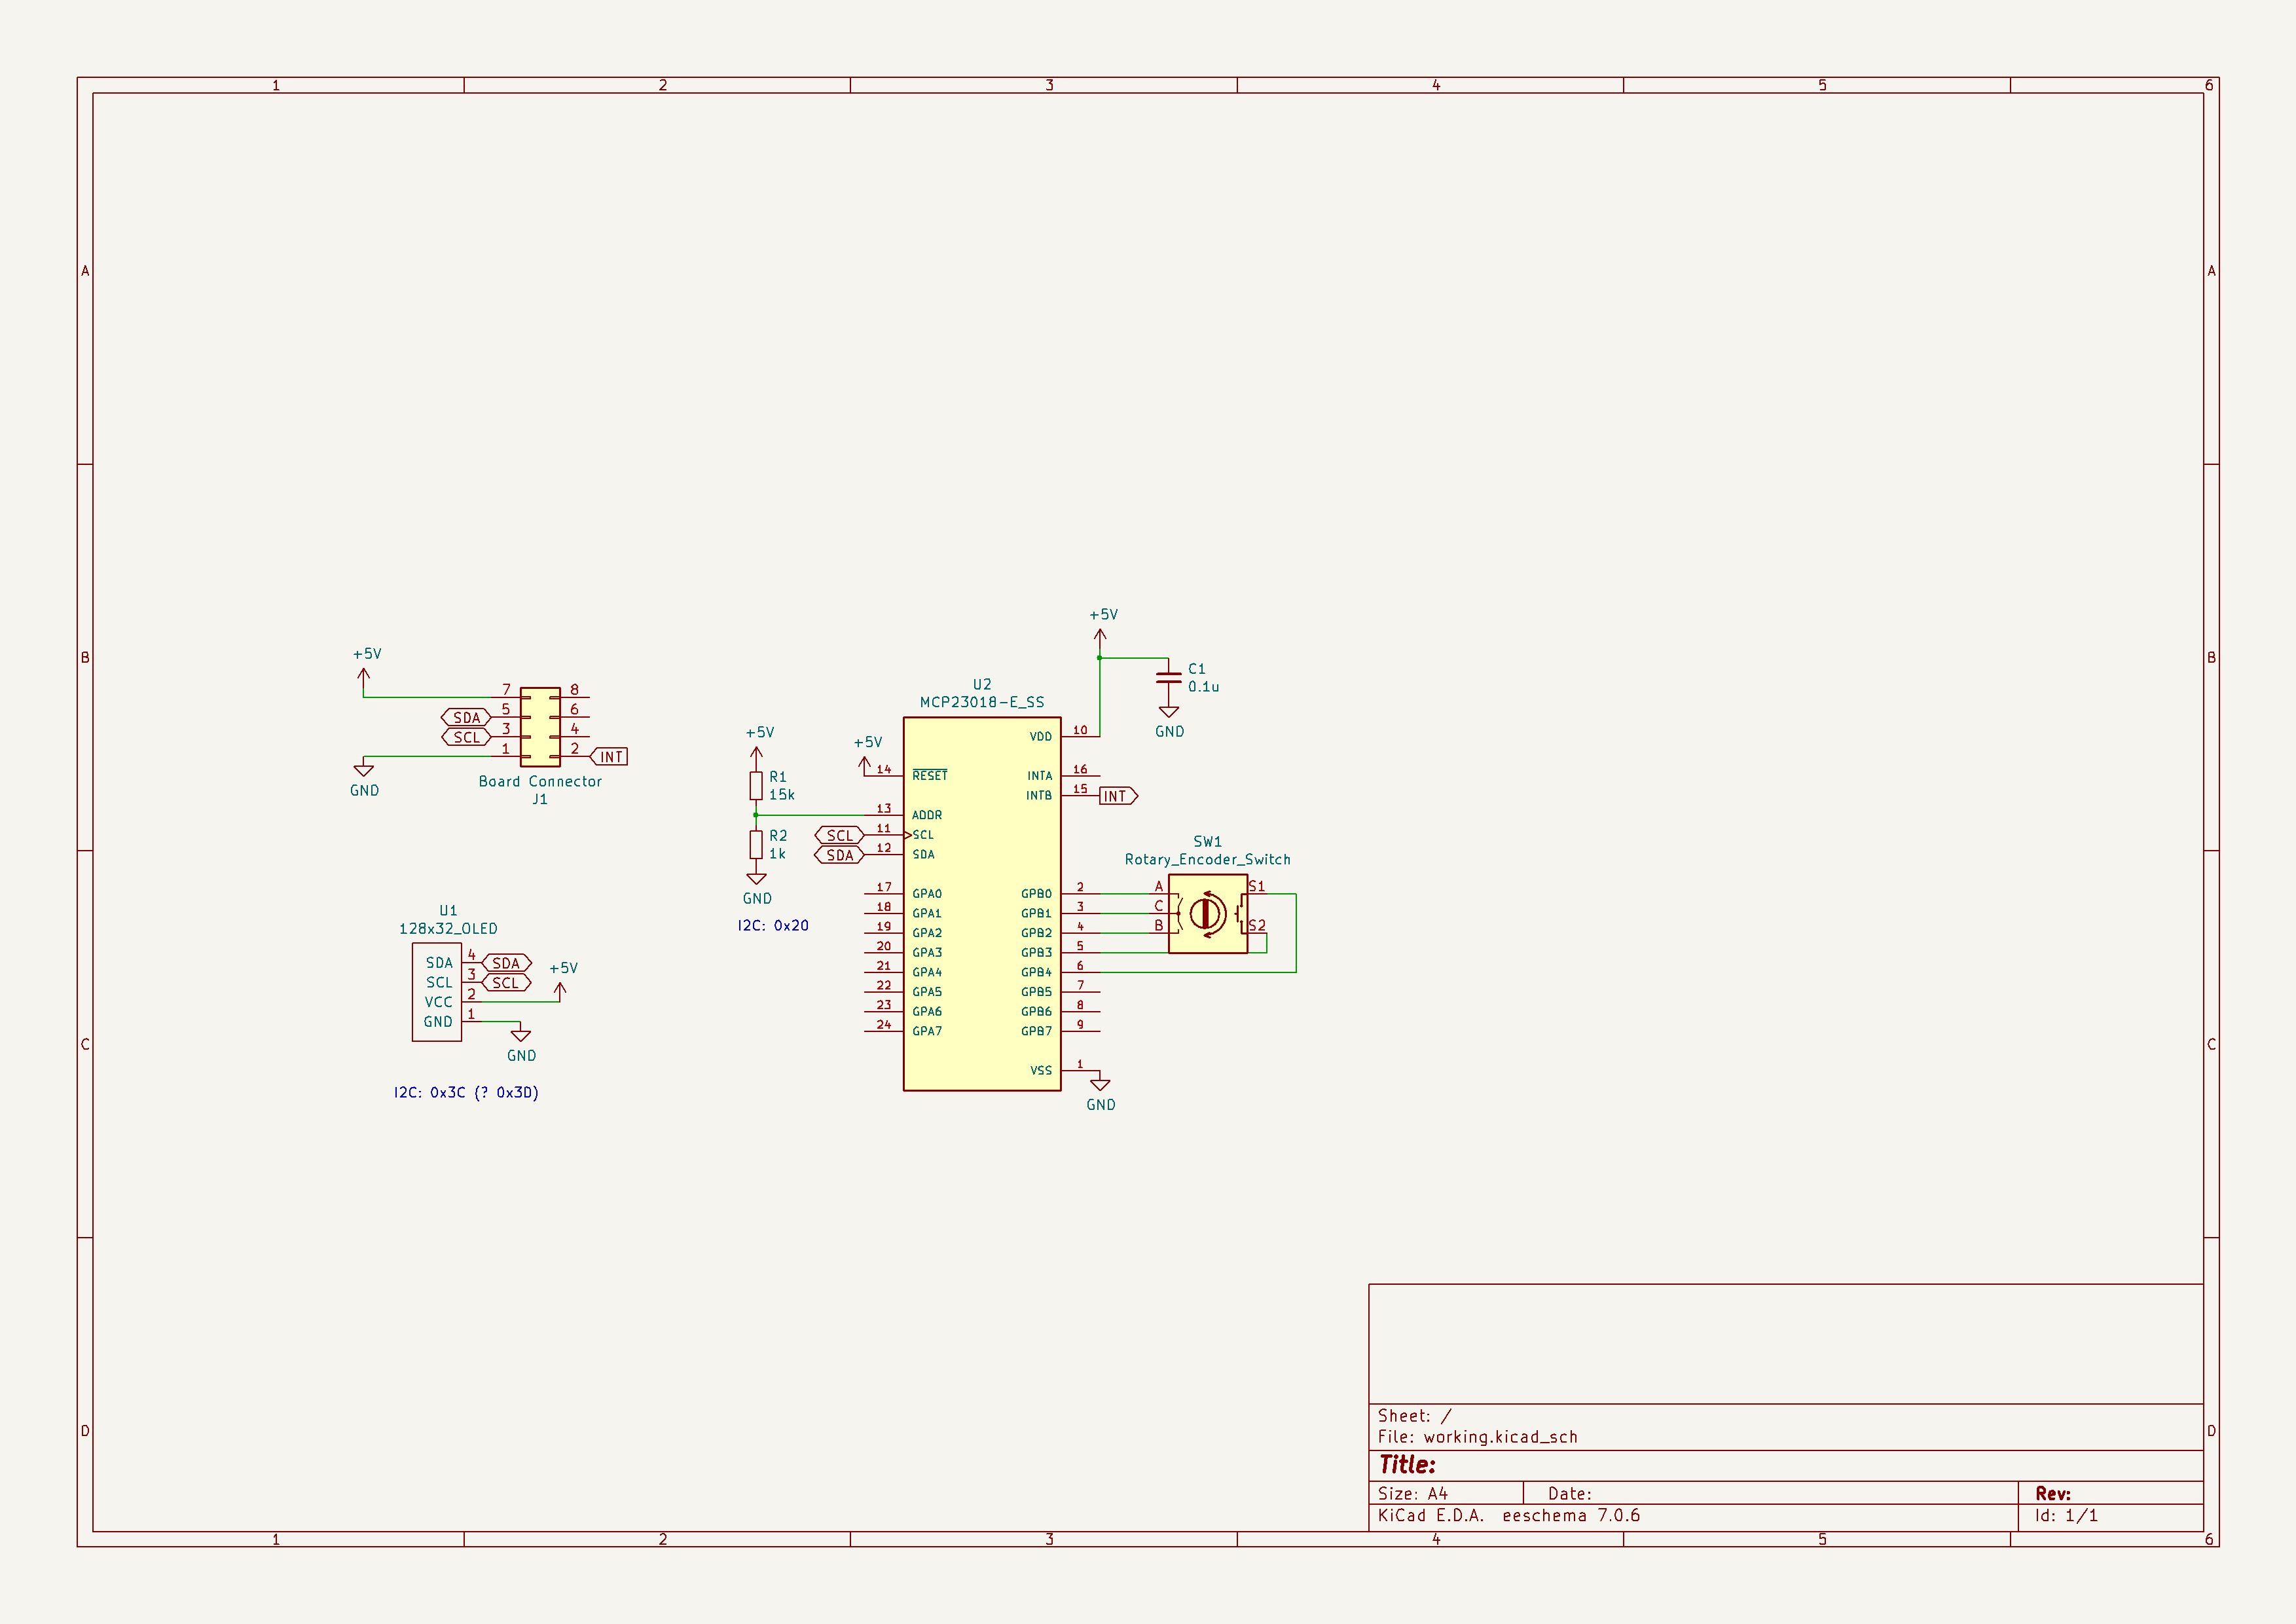 1 2 3 4 5 6
A A
B B
C C
D D
+5V
7 8
SDA 5 6
SCL 3 4
1 2 INT
GND
Board Connector
J1
U1
128x32_OLED
SDA 4 SDA
SCL 3 SCL
VCC 2
GND 1
+5V
GND
I2C: 0x3C (? 0x3D)
+5V
R1
15k
R2
1k
GND
I2C: 0x20
+5V
U2
MCP23018-E_SS
+5V
C1
0.1u
GND
VDD 10
14 RESET INTA 16
INTB 15 INT
13 ADDR
SCL 11 SCL
SDA 12 SDA
17 GPA0 GPB0 2
18 GPA1 GPB1 3
19 GPA2 GPB2 4
20 GPA3 GPB3 5
21 GPA4 GPB4 6
22 GPA5 GPB5 7
23 GPA6 GPB6 8
24 GPA7 GPB7 9
VSS 1
GND
SW1
Rotary_Encoder_Switch
A S1
C
B S2
Sheet: /
File: working.kicad_sch
Title:
Size: A4 Date: Rev:
KiCad E.D.A. eeschema 7.0.6 Id: 1/1
1 2 3 4 5 6